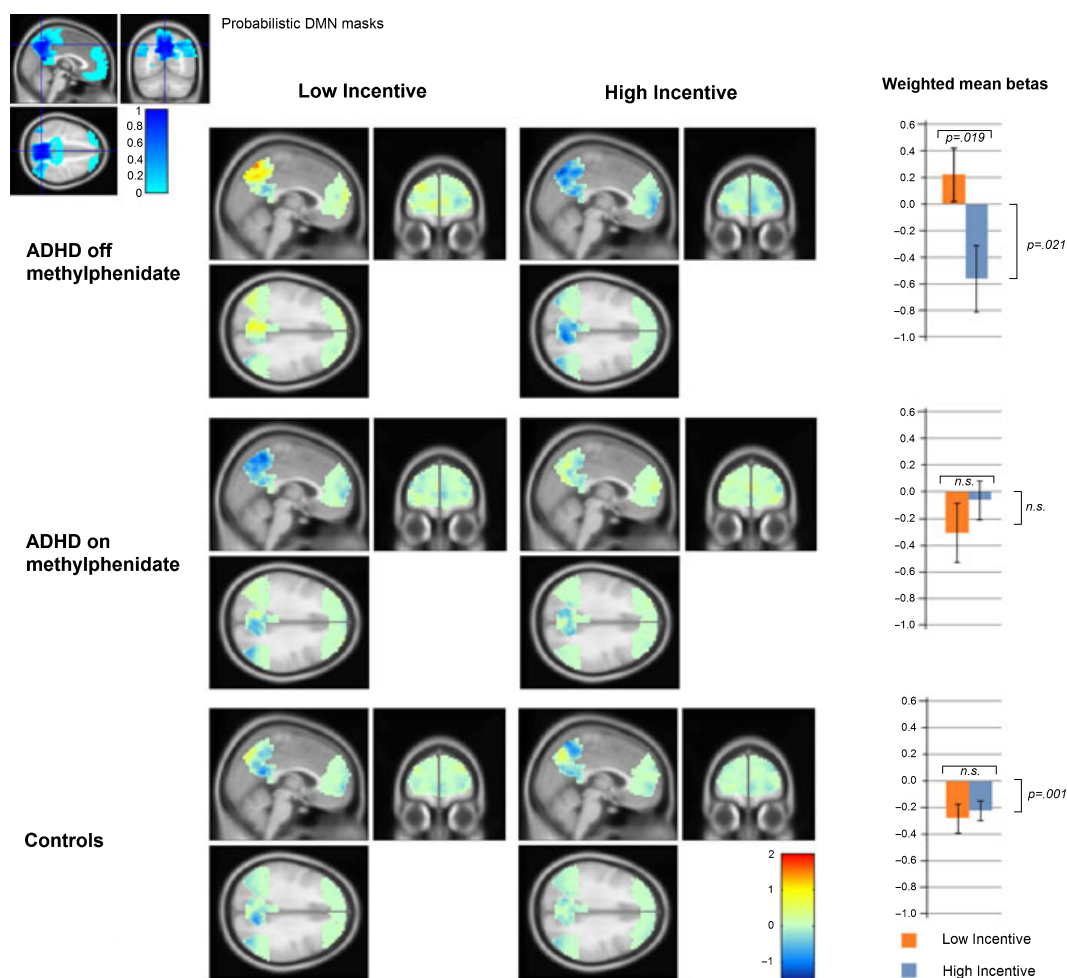 Probabilistic DMN masks
Low Incentive
High Incentive
Weighted mean betas
1
0.8
0.6
0.4
0.2
0
ADHD off
methylphenidate
0.6
0.4
0.2
0.0
–0.2
–0.4
–0.6
–0.8
–1.0
p=.019
p=.021
ADHD on
methylphenidate
0.6
0.4
0.2
0.0
–0.2
–0.4
–0.6
–0.8
–1.0
n.s.
n.s.
Controls
2
1
0
–1
0.6
0.4
0.2
0.0
–0.2
–0.4
–0.6
–0.8
–1.0
n.s.
p=.001
Low Incentive
High Incentive